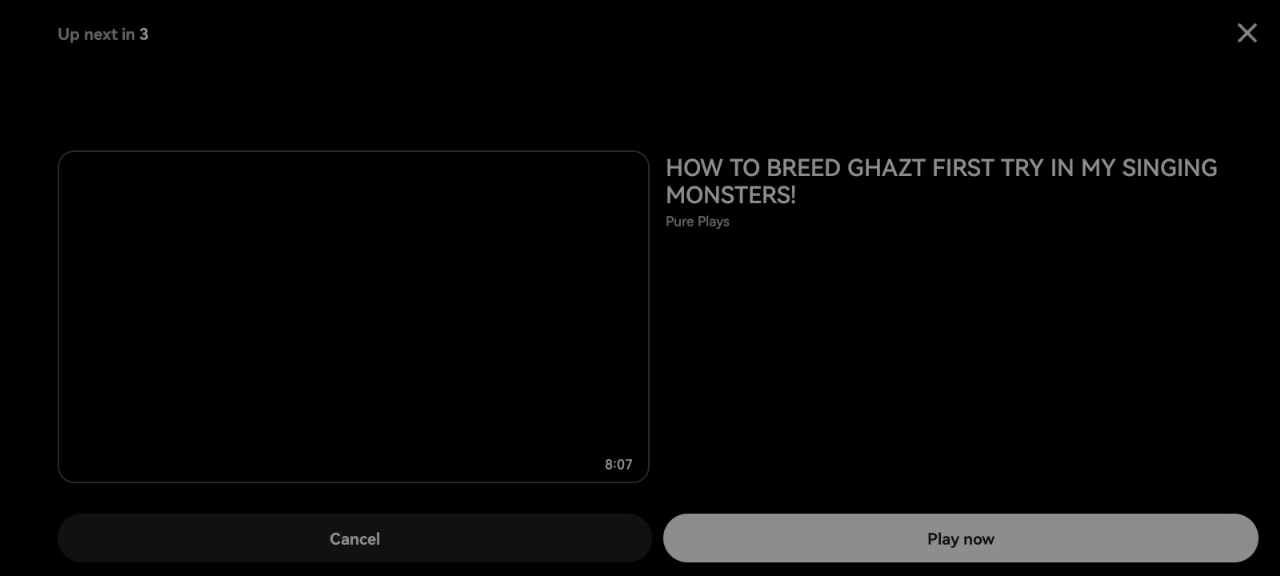 Up next in 3
HOW TO BREED GHAZT FIRST TRY IN MY SINGING
MONSTERS!
Pure Plays
8:07
Cancel
Play now